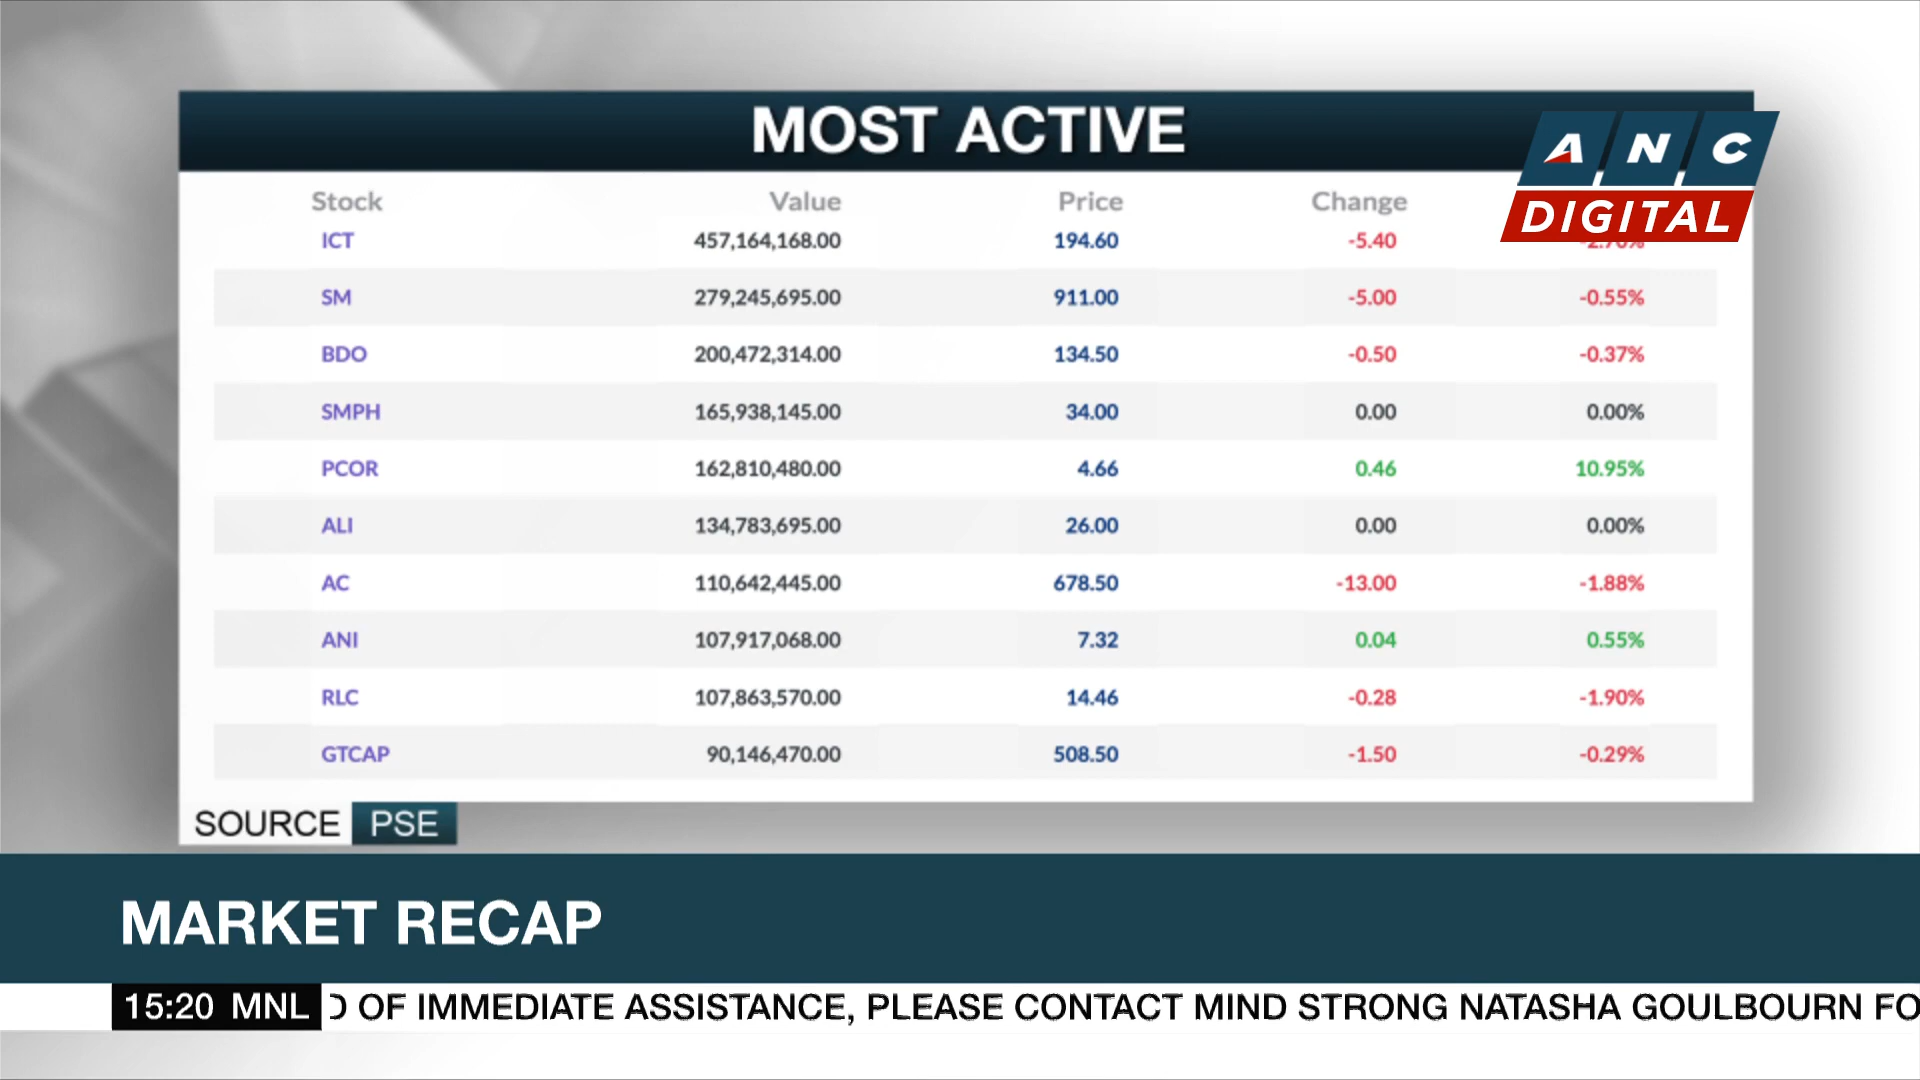 MOST ACTIVE
ANC
DIGITAL
Stock Value Price Change
ICT 457,164,168.00 194.60 -5.40 -2.70%
SM 279,245,695.00 911.00 -5.00 -0.55%
BDO 200,472,314.00 134.50 -0.50 -0.37%
SMPH 165,938,145.00 34.00 0.00 0.00%
PCOR 162,810,480.00 4.66 0.46 10.95%
ALI 134,783,695.00 26.00 0.00 0.00%
AC 110,642,445.00 678.50 -13.00 -1.88%
ANI 107,917,068.00 7.32 0.04 0.55%
RLC 107,863,570.00 14.46 -0.28 -1.90%
GTCAP 90,146,470.00 508.50 -1.50 -0.29%
SOURCE PSE
MARKET RECAP
15:20 MNL OF IMMEDIATE ASSISTANCE, PLEASE CONTACT MIND STRONG NATASHA GOULBOURN FO